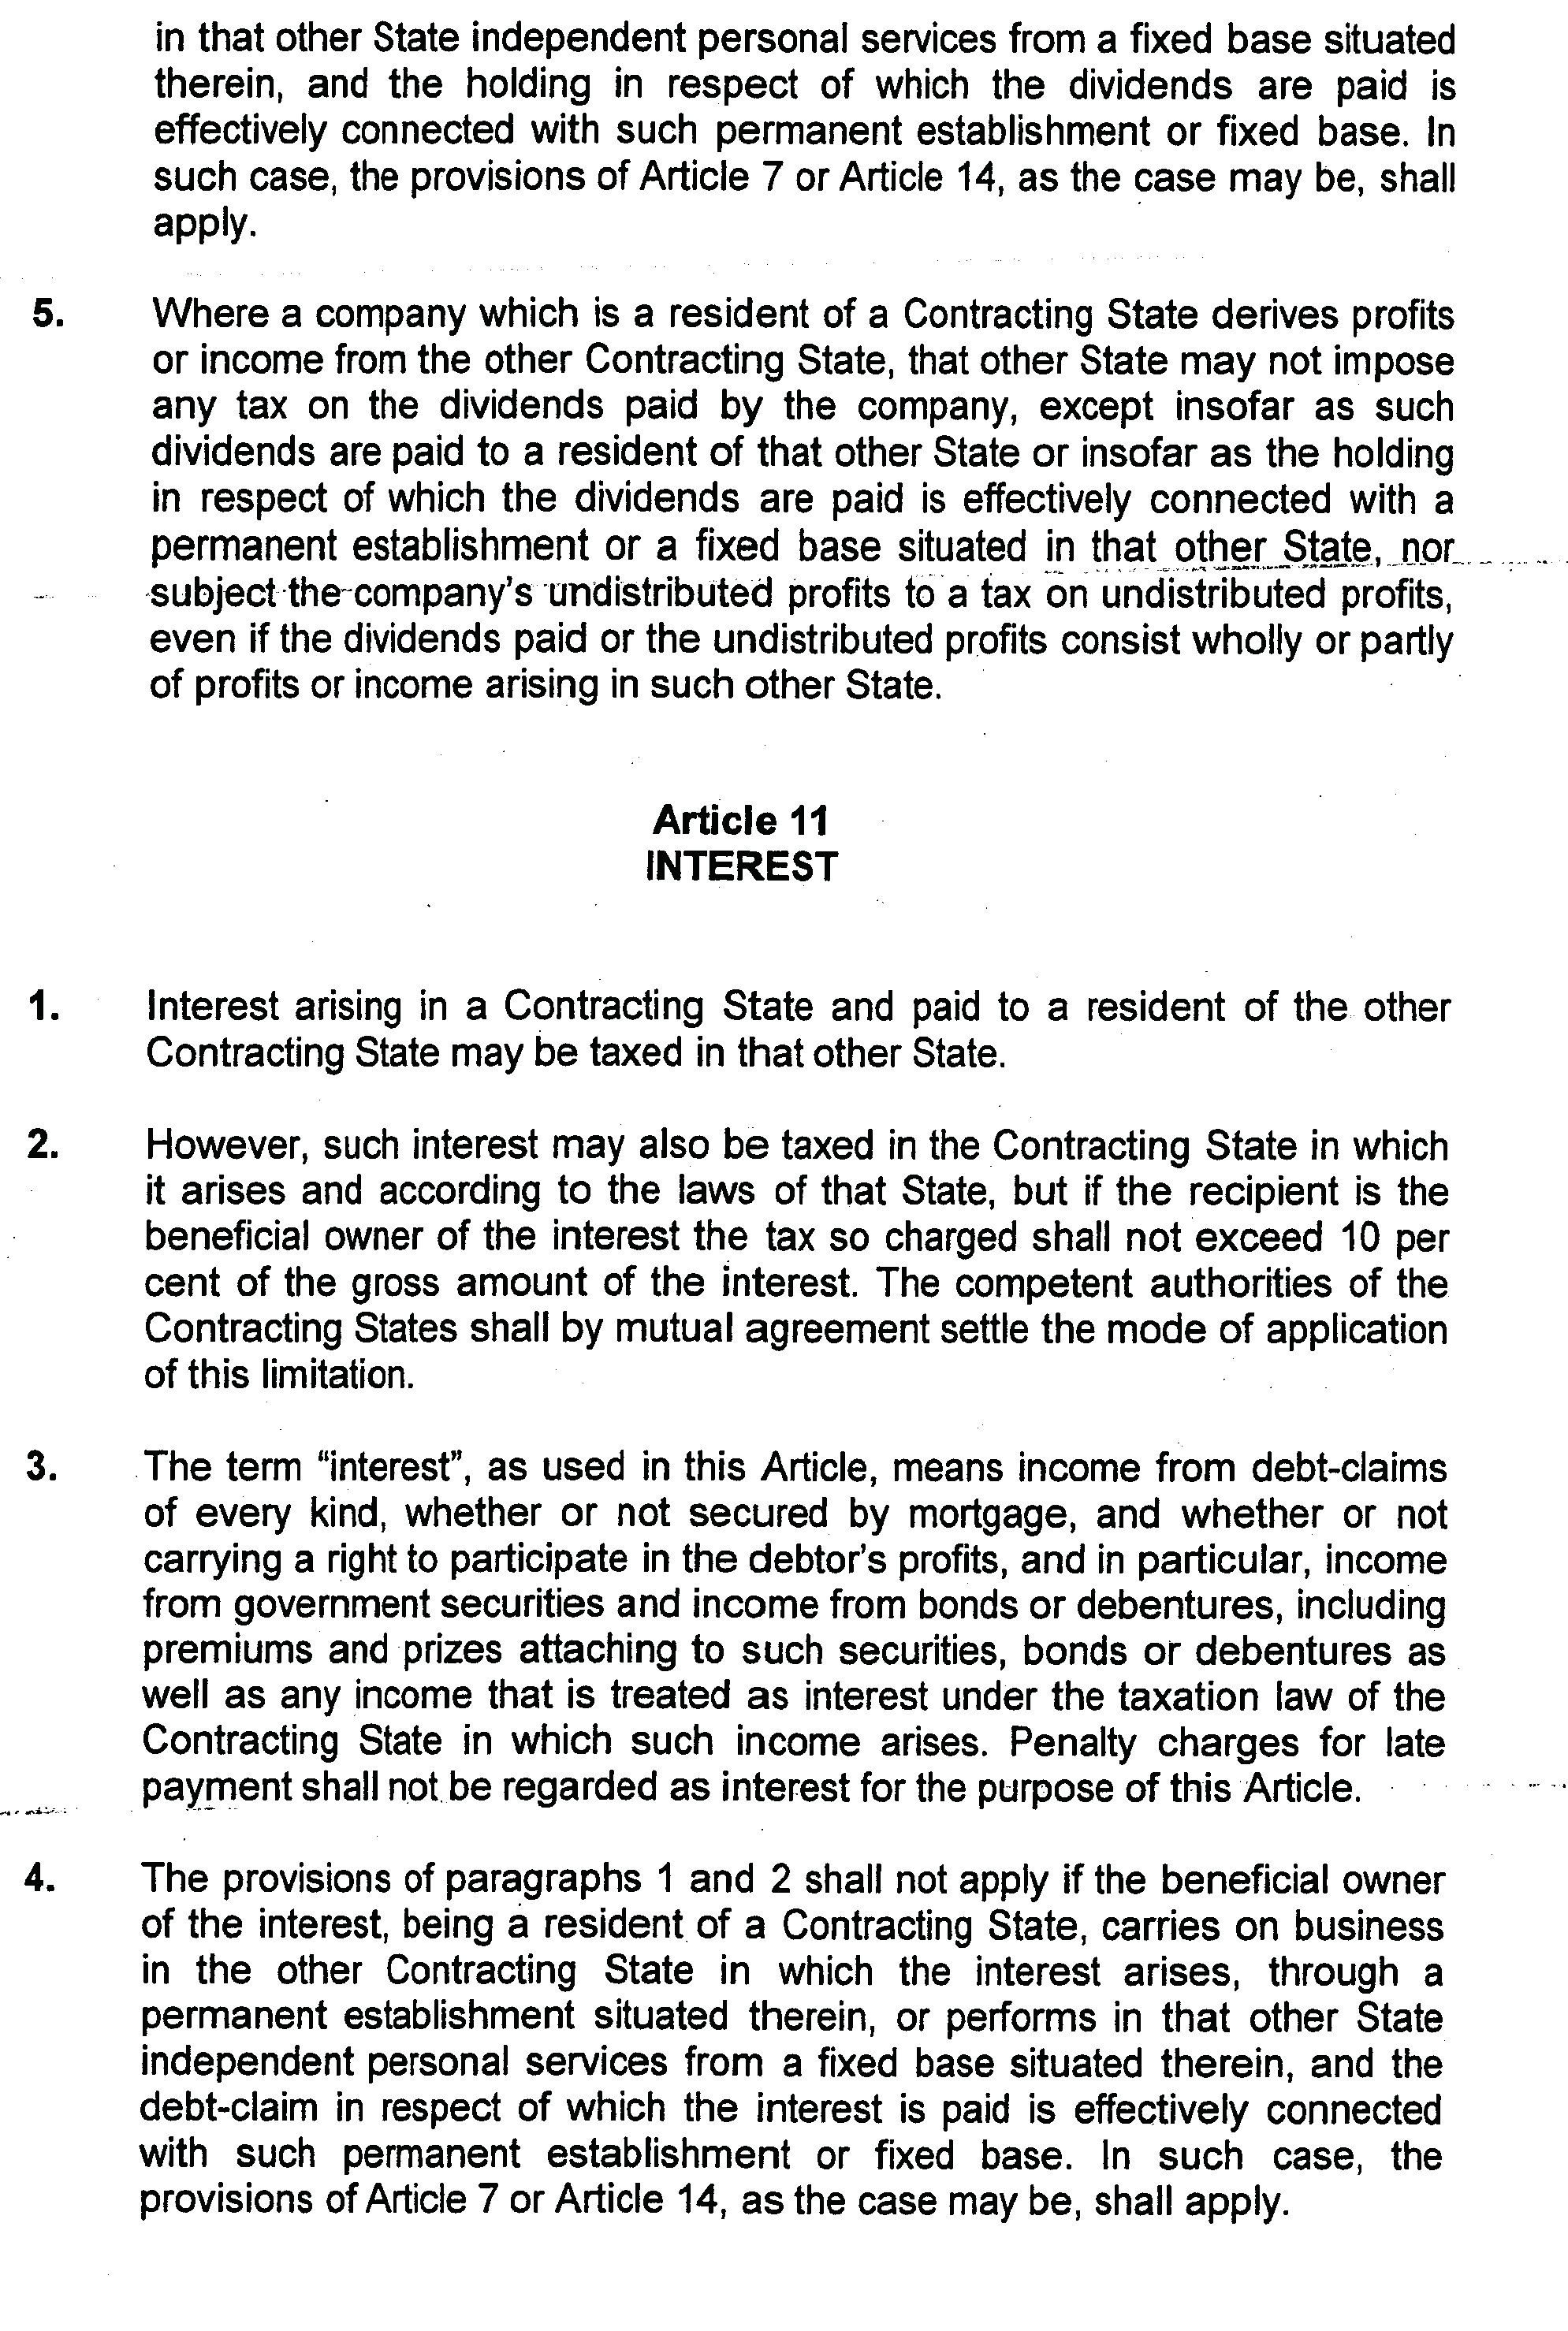 in that other State independent personal services from a fixed base situated
therein, and the holding in respect of which the dividends are paid is
effectively connected with such permanent establishment or fixed base. In
such case, the provisions of Article 7 or Article 14, as the case may be, shall
apply.
5. Where a company which is a resident of a Contracting State derives profits
or income from the other Contracting State, that other State may not impose
any tax on the dividends paid by the company, except insofar as such
dividends are paid to a resident of that other State or insofar as the holding
in respect of which the dividends are paid is effectively connected with a
permanent establishment or a fixed base situated in that other State, nor
subject the company's undistributed profits to a tax on undistributed profits,
even if the dividends paid or the undistributed profits consist wholly or partly
of profits or income arising in such other State.
Article 11
INTEREST
1. Interest arising in a Contracting State and paid to a resident of the other
Contracting State may be taxed in that other State.
2. However, such interest may also be taxed in the Contracting State in which
it arises and according to the laws of that State, but if the recipient is the
beneficial owner of the interest the tax so charged shall not exceed 10 per
cent of the gross amount of the interest. The competent authorities of the
Contracting States shall by mutual agreement settle the mode of application
of this limitation.
3. The term "interest", as used in this Article, means income from debt-claims
of every kind, whether or not secured by mortgage, and whether or not
carrying a right to participate in the debtor's profits, and in particular, income
from government securities and income from bonds or debentures, including
premiums and prizes attaching to such securities, bonds or debentures as
well as any income that is treated as interest under the taxation law of the
Contracting State in which such income arises. Penalty charges for late
payment shall not be regarded as interest for the purpose of this Article.
4. The provisions of paragraphs 1 and 2 shall not apply if the beneficial owner
of the interest, being a resident of a Contracting State, carries on business
in the other Contracting State in which the interest arises, through a
permanent establishment situated therein, or performs in that other State
independent personal services from a fixed base situated therein, and the
debt-claim in respect of which the interest is paid is effectively connected
with such permanent establishment or fixed base. In such case, the
provisions of Article 7 or Article 14, as the case may be, shall apply.